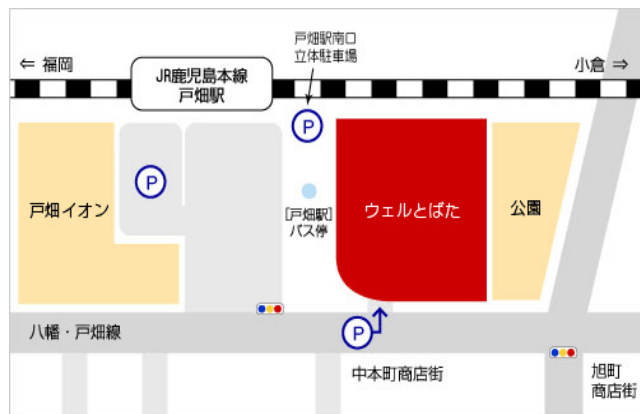 戸畑駅南口
立体駐車場
⇐ 福岡
小倉 ⇒
JR鹿児島本線
戸畑駅
P
P
戸畑イオン
[戸畑駅]
バス停
ウェルとばた
公園
八幡・戸畑線
P
中本町商店街
旭町
商店街